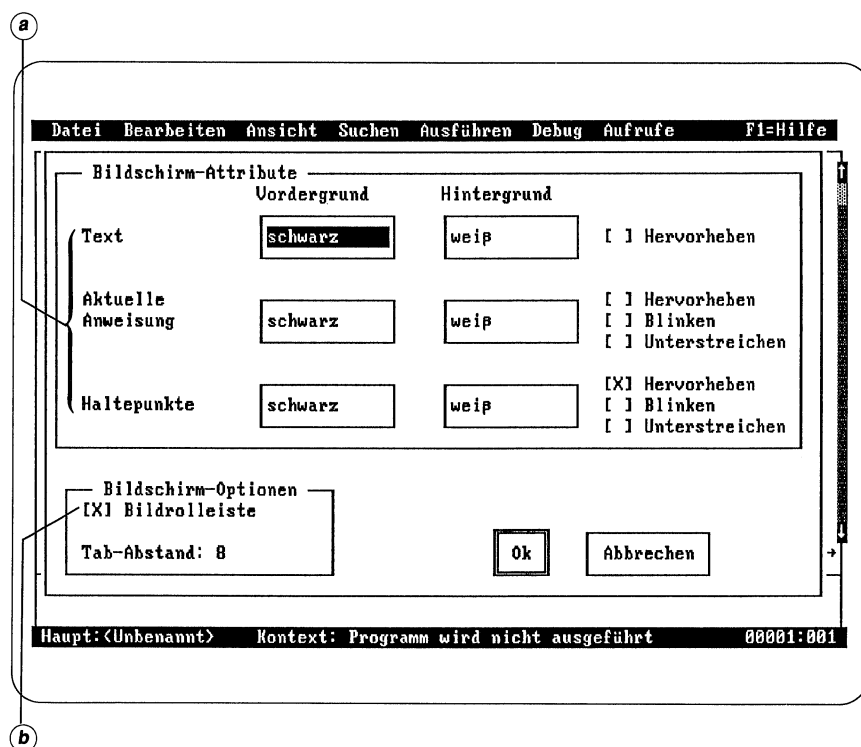 a
Datei Bearbeiten Ansicht Suchen Ausführen Debug Aufrufe F1=Hilfe
Bildschirm-Attribute
Vordergrund Hintergrund
Text schwarz weiß [ ] Hervorheben
Aktuelle [ ] Hervorheben
Anweisung schwarz weiß [ ] Blinken
[ ] Unterstreichen
[X] Hervorheben
Haltepunkte schwarz weiß [ ] Blinken
[ ] Unterstreichen
Bildschirm-Optionen
[X] Bildrolleiste
Tab-Abstand: 8 Ok Abbrechen
Haupt:<Unbenannt> Kontext: Programm wird nicht ausgeführt 00001:001
b